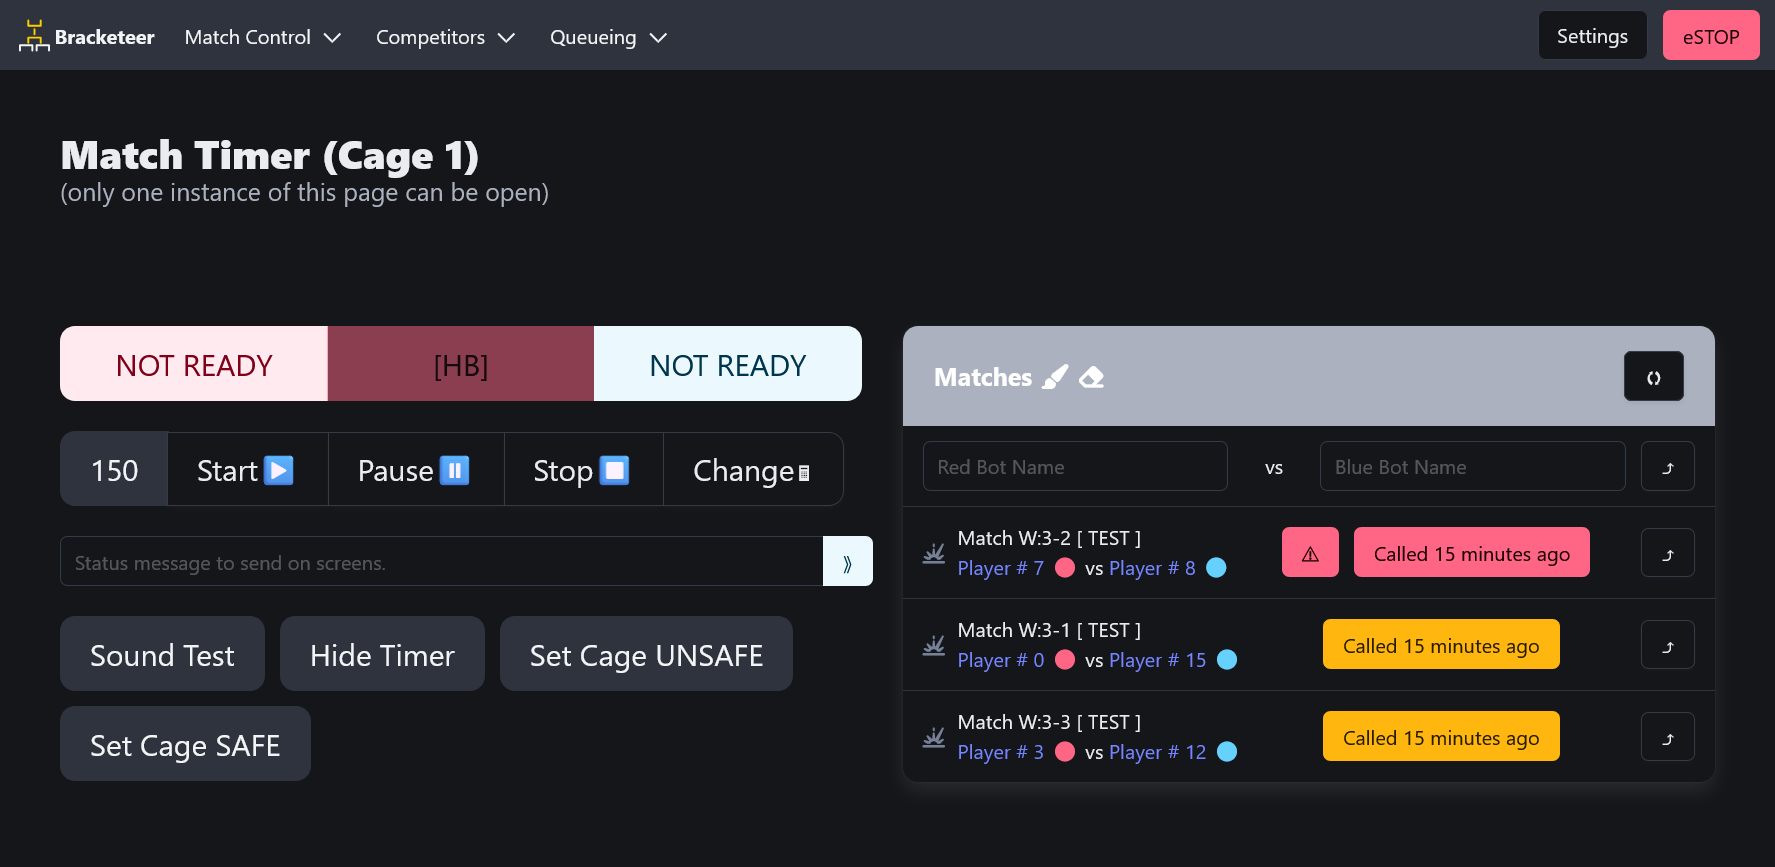 Bracketeer Match Control Competitors Queueing Settings eSTOP
Match Timer (Cage 1)
(only one instance of this page can be open)
NOT READY [HB] NOT READY
150 Start Pause Stop Change
Status message to send on screens.
Sound Test Hide Timer Set Cage UNSAFE
Set Cage SAFE
Matches
Red Bot Name vs Blue Bot Name
Match W:3-2 [ TEST ]
Player # 7 vs Player # 8
Called 15 minutes ago
Match W:3-1 [ TEST ]
Player # 0 vs Player # 15
Called 15 minutes ago
Match W:3-3 [ TEST ]
Player # 3 vs Player # 12
Called 15 minutes ago